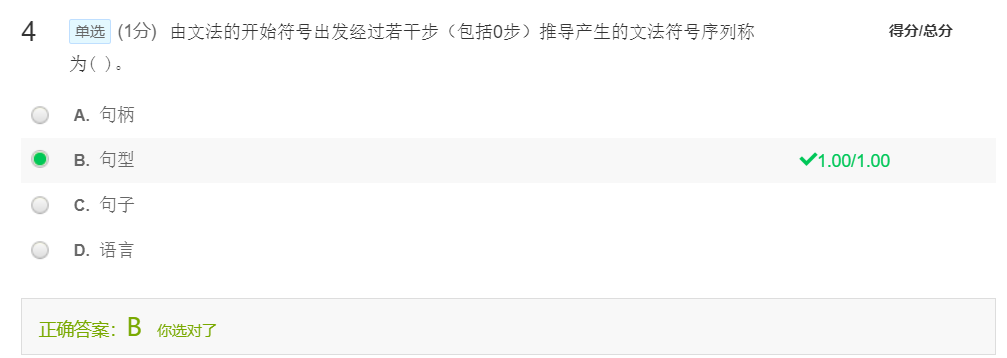 4 单选 (1分) 由文法的开始符号出发经过若干步（包括0步）推导产生的文法符号序列称 得分/总分
为( )。
A. 句柄
B. 句型 1.00/1.00
C. 句子
D. 语言
正确答案：B 你选对了